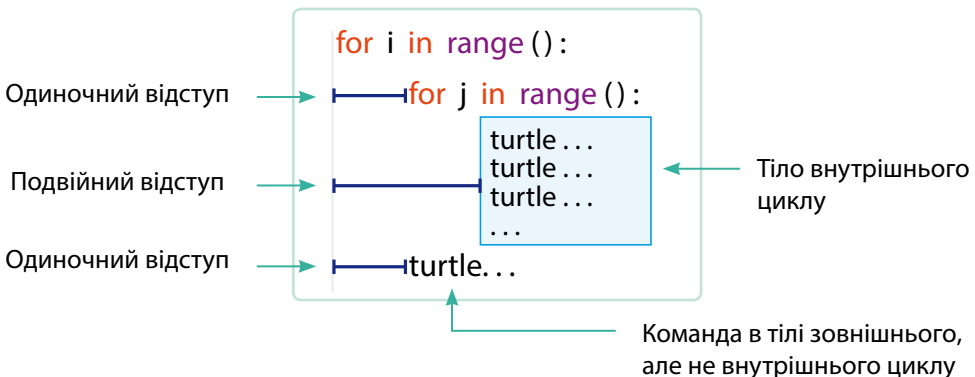 for i in range ( ) :
Одиночний відступ
for j in range ( ) :
turtle . . .
turtle . . .
Подвійний відступ
turtle . . .
. . .
Тіло внутрішнього
циклу
Одиночний відступ
turtle. . .
Команда в тілі зовнішнього,
але не внутрішнього циклу